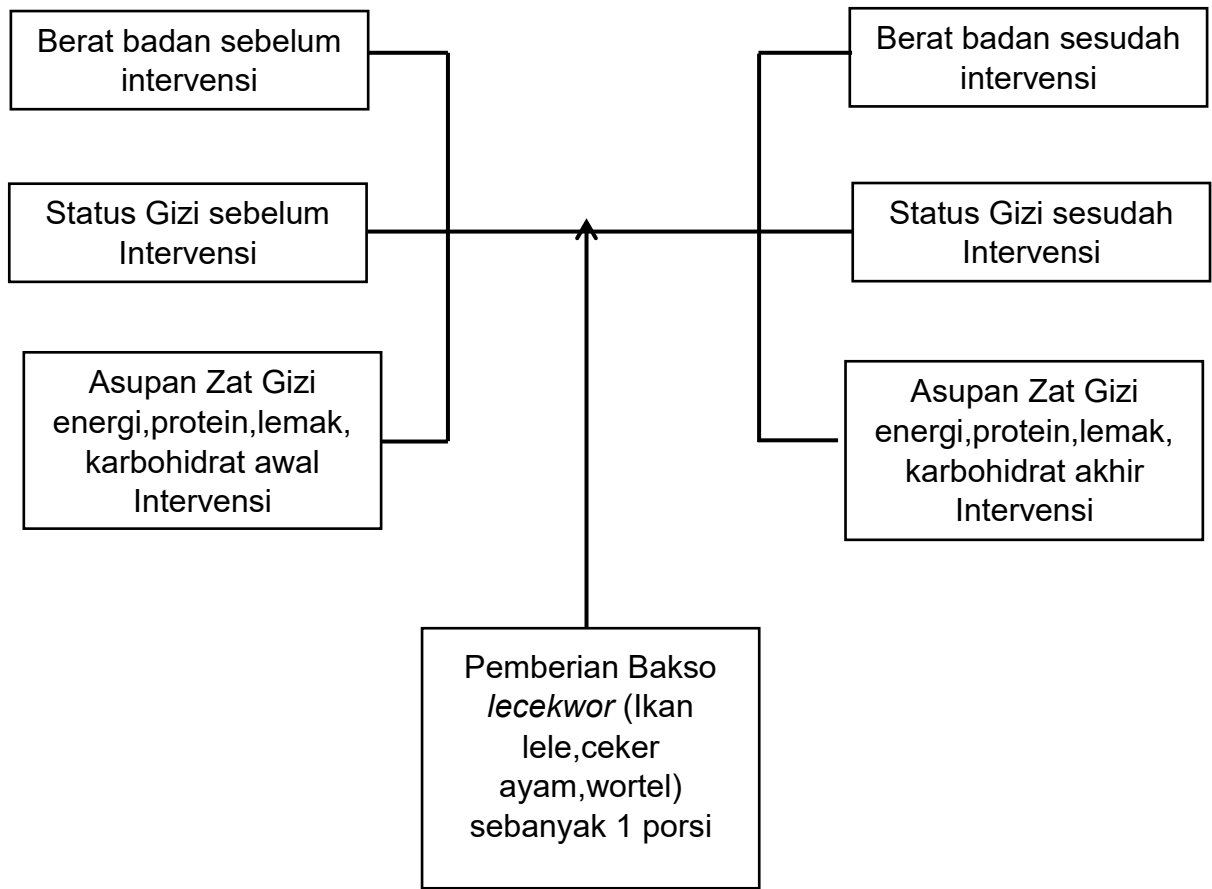 Berat badan sebelum
intervensi
Berat badan sesudah
intervensi
Status Gizi sebelum
Intervensi
Status Gizi sesudah
Intervensi
Asupan Zat Gizi
energi,protein,lemak,
karbohidrat awal
Intervensi
Asupan Zat Gizi
energi,protein,lemak,
karbohidrat akhir
Intervensi
Pemberian Bakso
lecekwor (Ikan
lele,ceker
ayam,wortel)
sebanyak 1 porsi